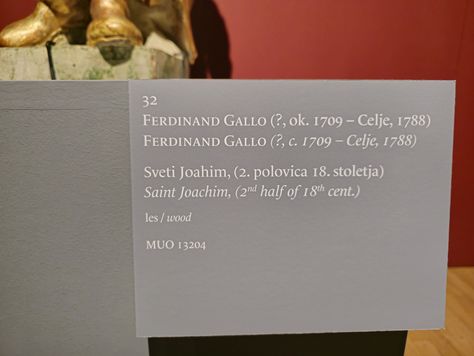 32
FERDINAND GALLO (?, ok. 1709 – Celje, 1788)
FERDINAND GALLO (?, c. 1709 – Celje, 1788)
Sveti Joahim, (2. polovica 18. stoletja)
Saint Joachim, (2nd half of 18th cent.)
les / wood
MUO 13204